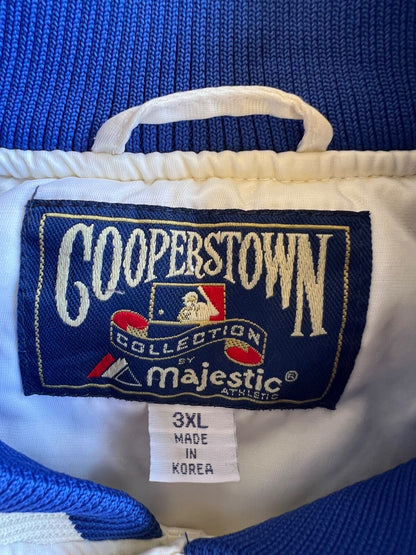 COOPERSTOWN
COLLECTION
BY
majestic®
ATHLETIC
3XL
MADE
IN
KOREA